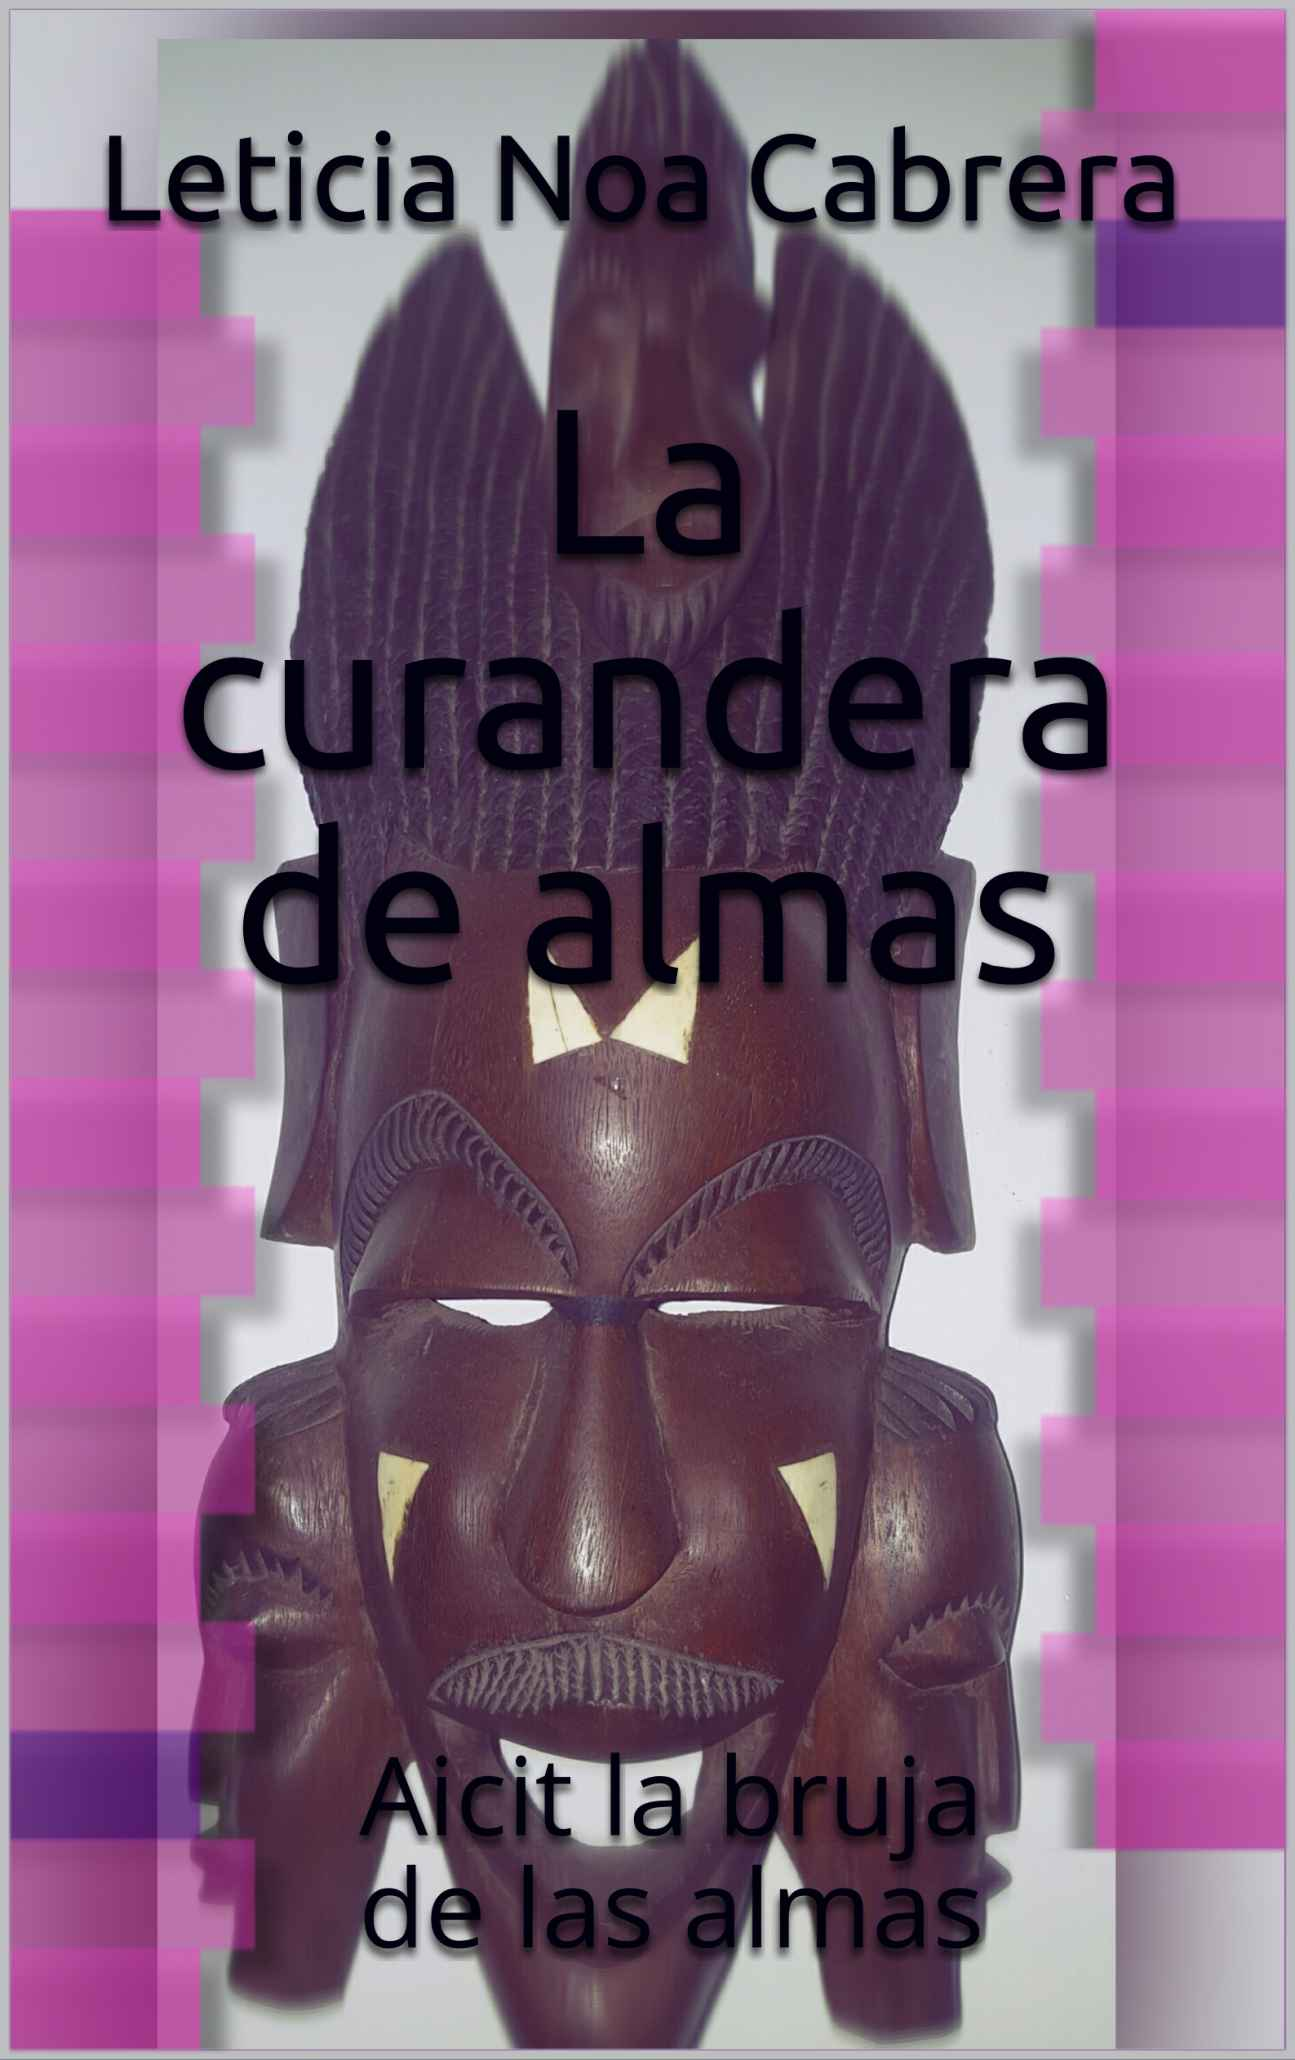 Leticia Noa Cabrera
La
curandera
de almas
Aicit la bruja
de las almas